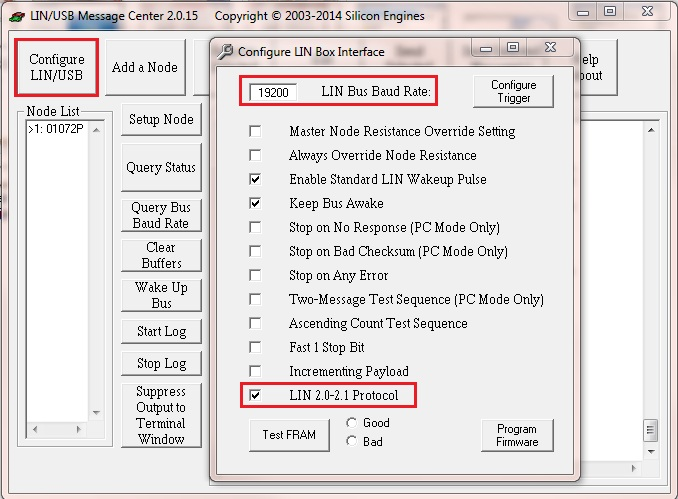 LIN/USB Message Center 2.0.15 Copyright © 2003-2014 Silicon Engines
Configure
LIN/USB
Add a Node
elp
out
Node List
>1: 01072P
Setup Node
Query Status
Query Bus
Baud Rate
Clear
Buffers
Wake Up
Bus
Start Log
Stop Log
Suppress
Output to
Terminal
Window
Configure LIN Box Interface
19200 LIN Bus Baud Rate:
Configure
Trigger
Master Node Resistance Override Setting
Always Override Node Resistance
Enable Standard LIN Wakeup Pulse
Keep Bus Awake
Stop on No Response (PC Mode Only)
Stop on Bad Checksum (PC Mode Only)
Stop on Any Error
Two-Message Test Sequence (PC Mode Only)
Ascending Count Test Sequence
Fast 1 Stop Bit
Incrementing Payload
LIN 2.0-2.1 Protocol
Test FRAM
Good
Bad
Program
Firmware